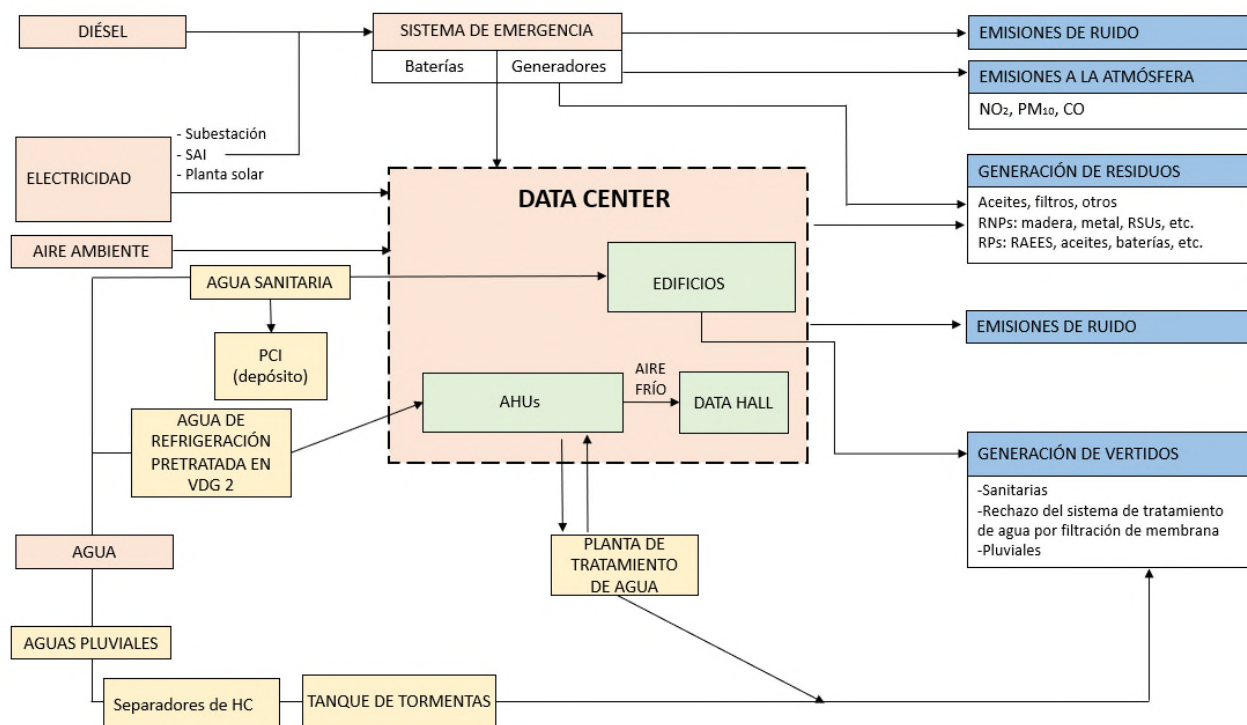 DIÉSEL
SISTEMA DE EMERGENCIA
Baterías
Generadores
EMISIONES DE RUIDO
EMISIONES A LA ATMÓSFERA
NO₂, PM₁₀, CO
ELECTRICIDAD
- Subestación
- SAI
- Planta solar
GENERACIÓN DE RESIDUOS
Aceites, filtros, otros
RNPs: madera, metal, RSUs, etc.
RPs: RAEES, aceites, baterías, etc.
DATA CENTER
AIRE AMBIENTE
AGUA SANITARIA
EDIFICIOS
EMISIONES DE RUIDO
PCI
(depósito)
AIRE
FRÍO
AHUs
DATA HALL
AGUA DE
REFRIGERACIÓN
PRETRATADA EN
VDG 2
GENERACIÓN DE VERTIDOS
-Sanitarias
-Rechazo del sistema de tratamiento
de agua por filtración de membrana
-Pluviales
AGUA
PLANTA DE
TRATAMIENTO
DE AGUA
AGUAS PLUVIALES
Separadores de HC
TANQUE DE TORMENTAS